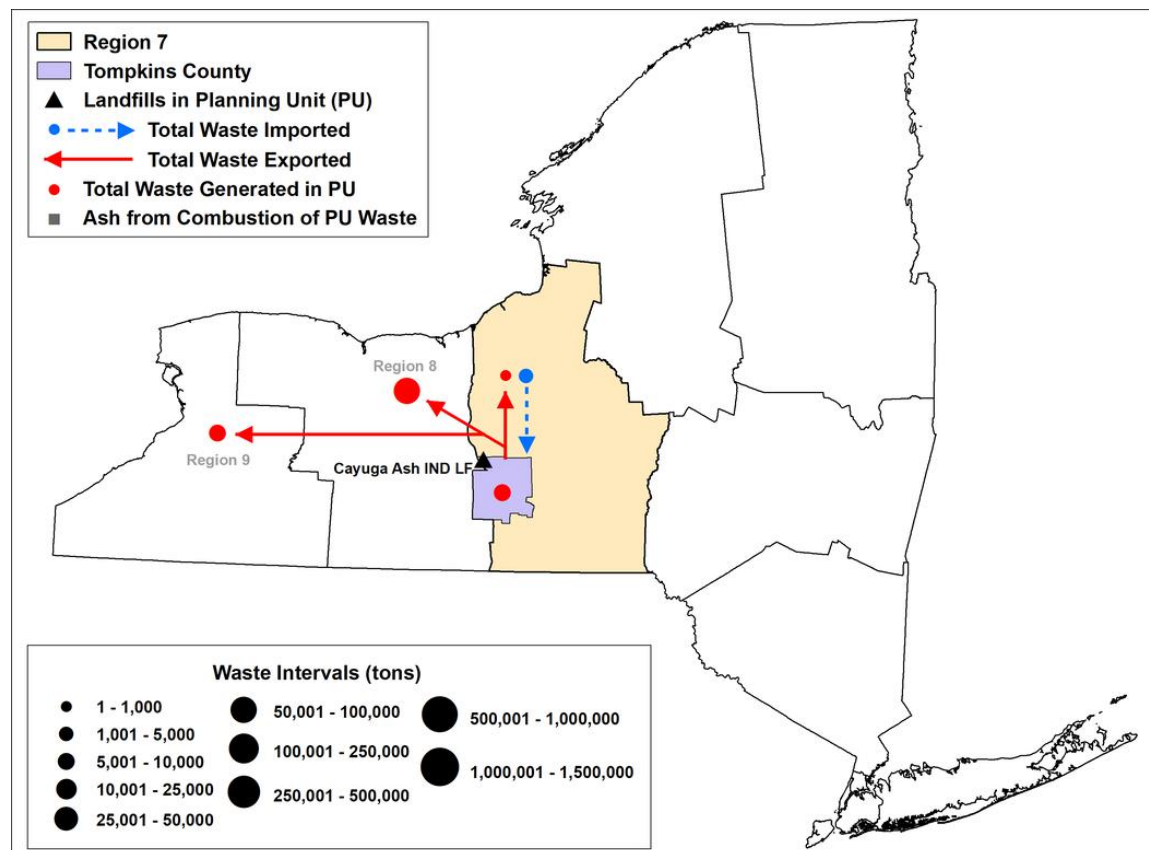 Region 7
Tompkins County
Landfills in Planning Unit (PU)
Total Waste Imported
Total Waste Exported
Total Waste Generated in PU
Ash from Combustion of PU Waste
Region 8
Region 9
Cayuga Ash IND LF
Waste Intervals (tons)
1 - 1,000
1,001 - 5,000
5,001 - 10,000
10,001 - 25,000
25,001 - 50,000
50,001 - 100,000
100,001 - 250,000
250,001 - 500,000
500,001 - 1,000,000
1,000,001 - 1,500,000